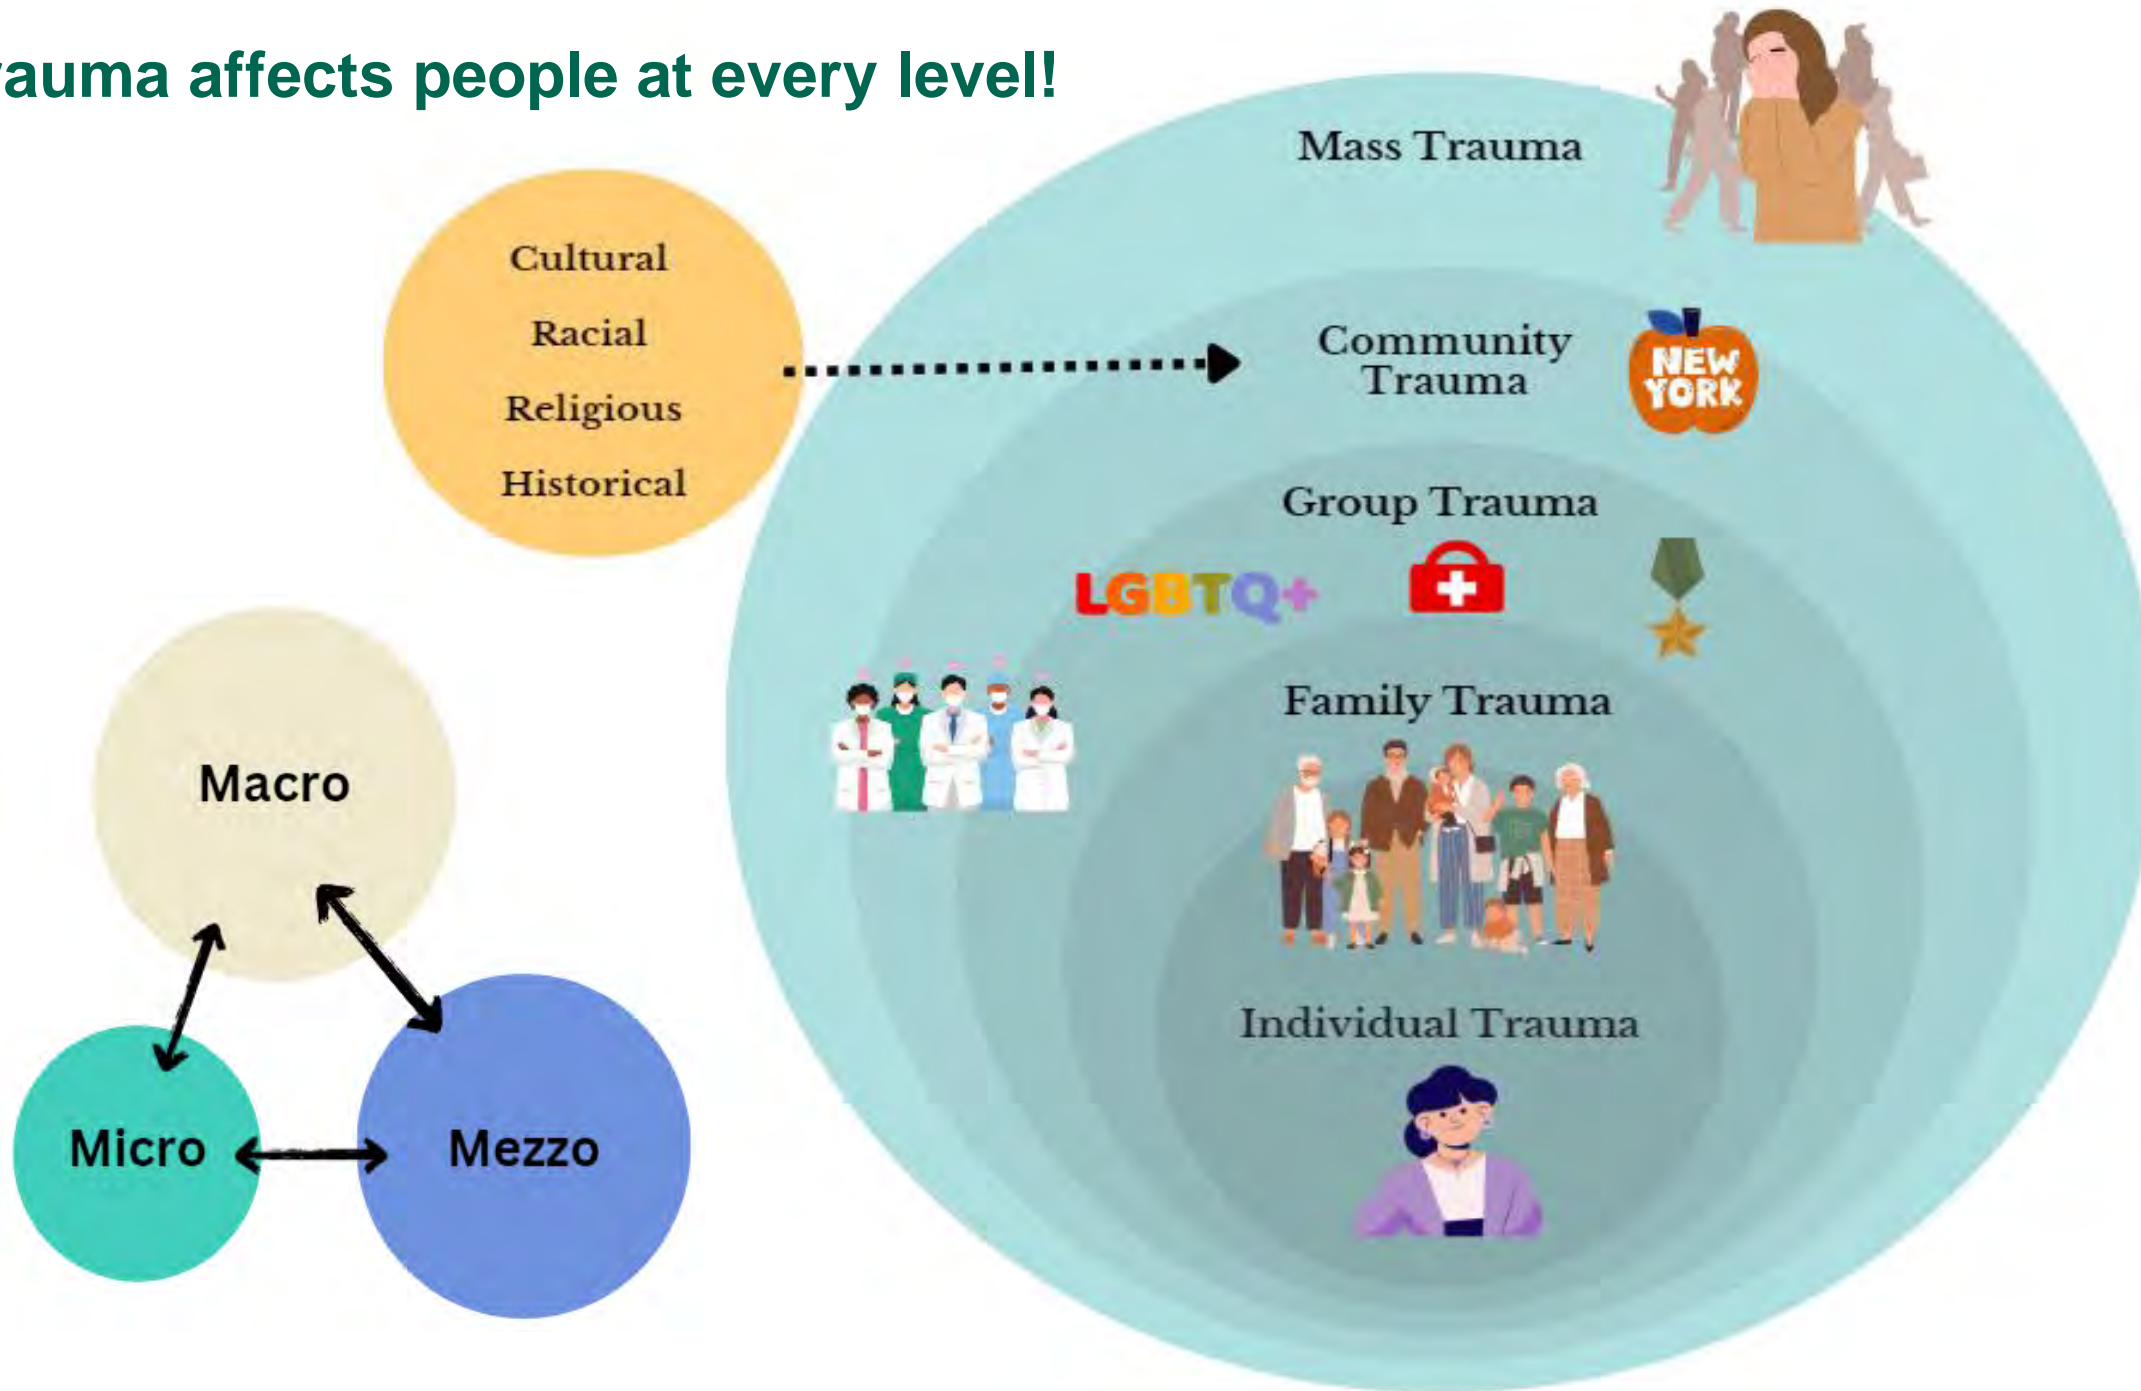 rauma affects people at every level!
Mass Trauma
Cultural
Racial
Religious
Historical
Community
Trauma
NEW
YORK
Group Trauma
LGBTQ+
Family Trauma
Macro
Individual Trauma
Micro
Mezzo